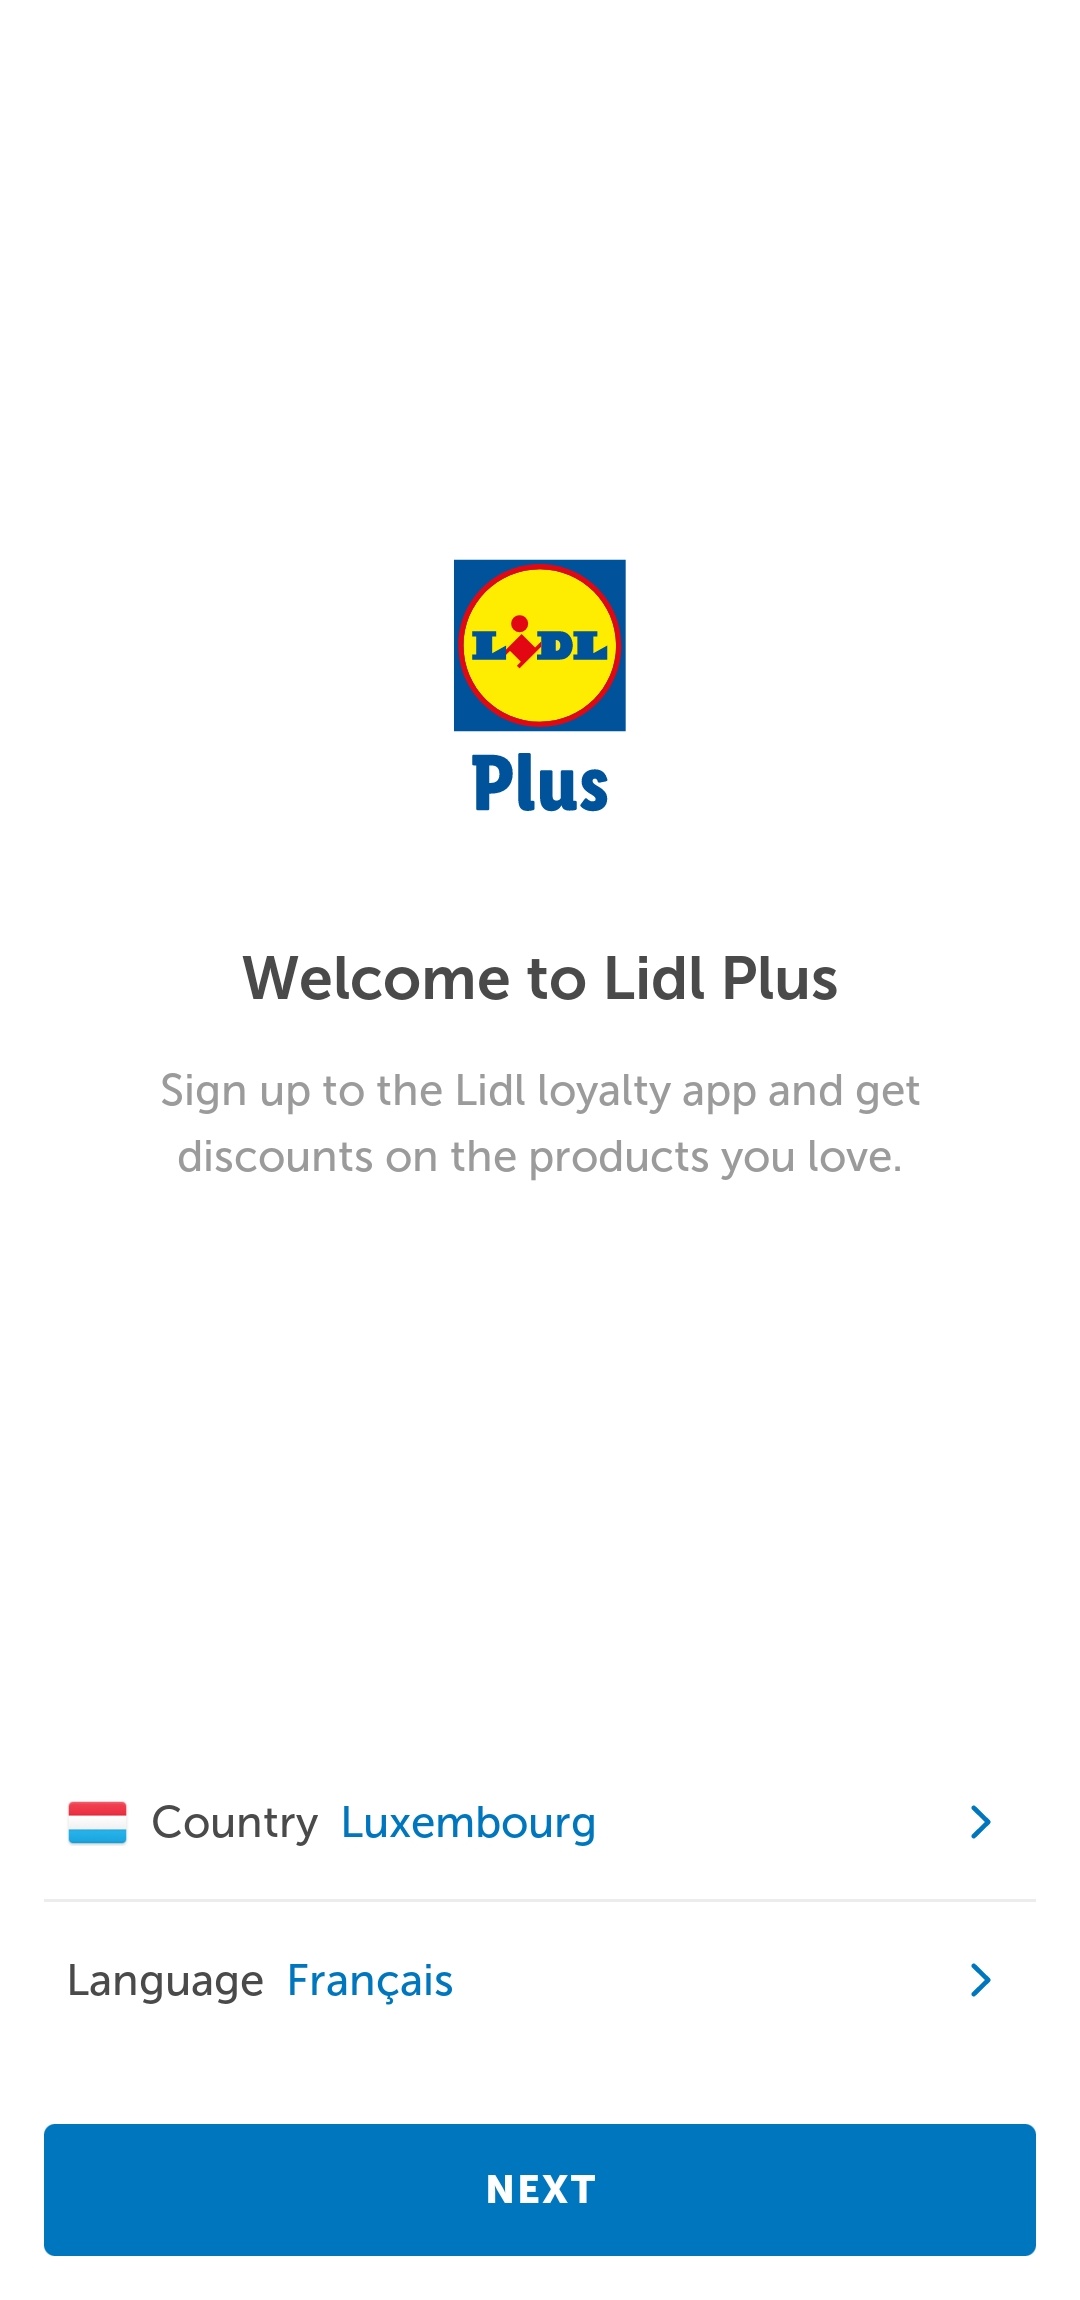 LiDL
Plus
Welcome to Lidl Plus
Sign up to the Lidl loyalty app and get
discounts on the products you love.
Country Luxembourg
Language Français
NEXT